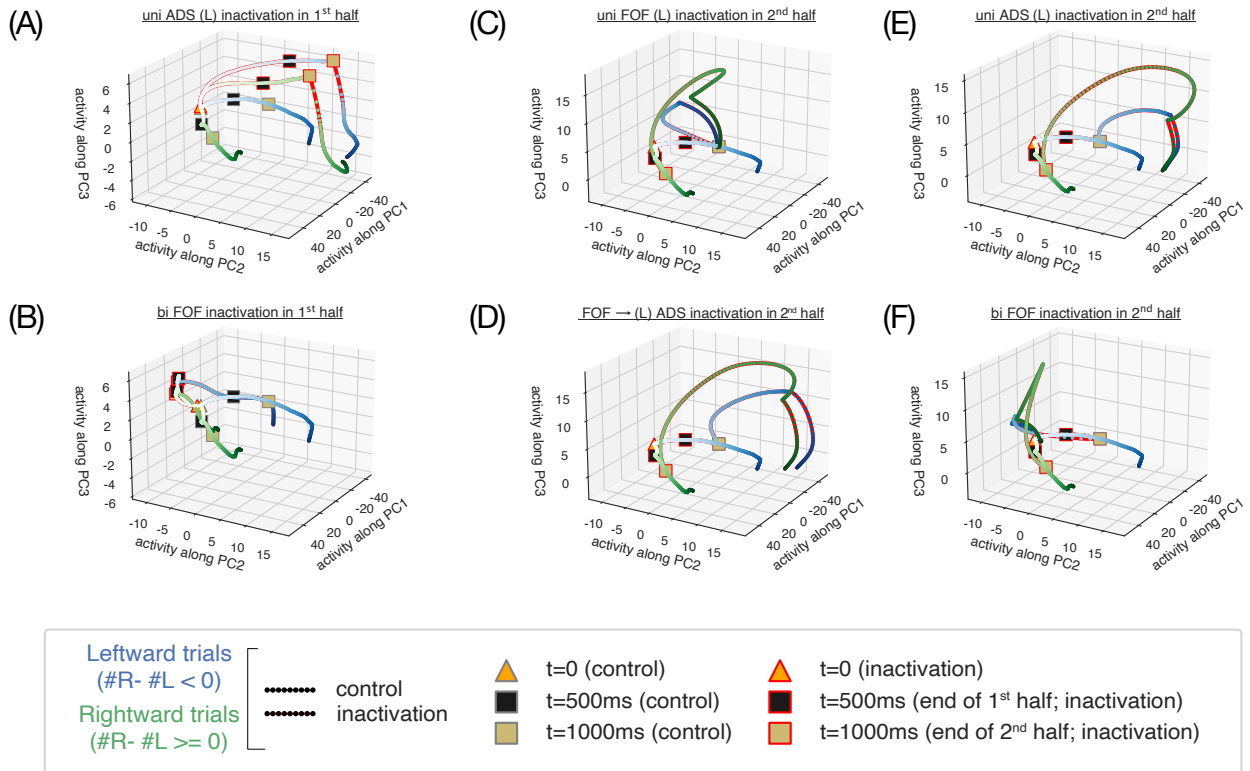 (A)
uni ADS (L) inactivation in 1st half
activity along PC3
6
4
2
0
-2
-4
-6
-10
-5
0
5
10
15
activity along PC2
40
20
0
-20
-40
activity along PC1
(C)
uni FOF (L) inactivation in 2nd half
activity along PC3
15
10
5
0
-10
-5
0
5
10
15
activity along PC2
40
20
0
-20
-40
activity along PC1
(E)
uni ADS (L) inactivation in 2nd half
activity along PC3
15
10
5
0
-10
-5
0
5
10
15
activity along PC2
40
20
0
-20
-40
activity along PC1
(B)
bi FOF inactivation in 1st half
activity along PC3
6
4
2
0
-2
-4
-6
-10
-5
0
5
10
15
activity along PC2
40
20
0
-20
-40
activity along PC1
(D)
FOF → (L) ADS inactivation in 2nd half
activity along PC3
15
10
5
0
-10
-5
0
5
10
15
activity along PC2
40
20
0
-20
-40
activity along PC1
(F)
bi FOF inactivation in 2nd half
activity along PC3
15
10
5
0
-10
-5
0
5
10
15
activity along PC2
40
20
0
-20
-40
activity along PC1
Leftward trials
(#R- #L < 0)
Rightward trials
(#R- #L >= 0)
control
inactivation
t=0 (control)
t=500ms (control)
t=1000ms (control)
t=0 (inactivation)
t=500ms (end of 1st half; inactivation)
t=1000ms (end of 2nd half; inactivation)